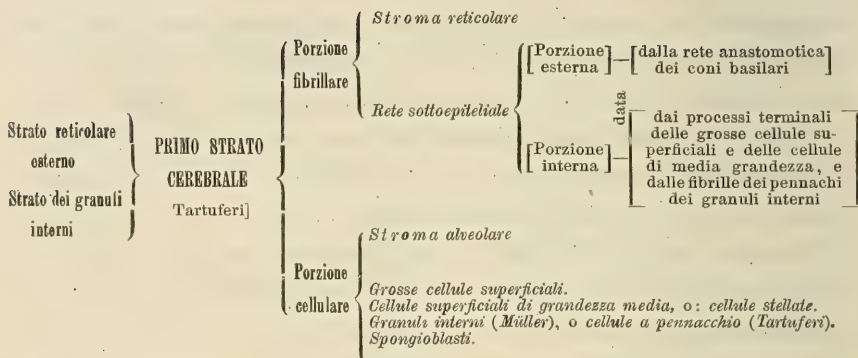 Strato reticolare
esterno
Strato dei granuli
interni
PRIMO STRATO
CEREBRALE
Tartuferi]
Porzione
fibrillare
Stroma reticolare
Rete sottoepiteliale
[Porzione
esterna]
[dalla rete anastomotica
dei coni basilari]
data
[Porzione
interna]
[dai processi terminali
delle grosse cellule su-
perficiali e delle cellule
di media grandezza, e
dalle fibrille dei pennachi
dei granuli interni]
Porzione
cellulare
Stroma alveolare
Grosse cellule superficiali.
Cellule superficiali di grandezza media, o: cellule stellate.
Granuli interni (Müller), o cellule a pennacchio (Tartuferi).
Spongioblasti.